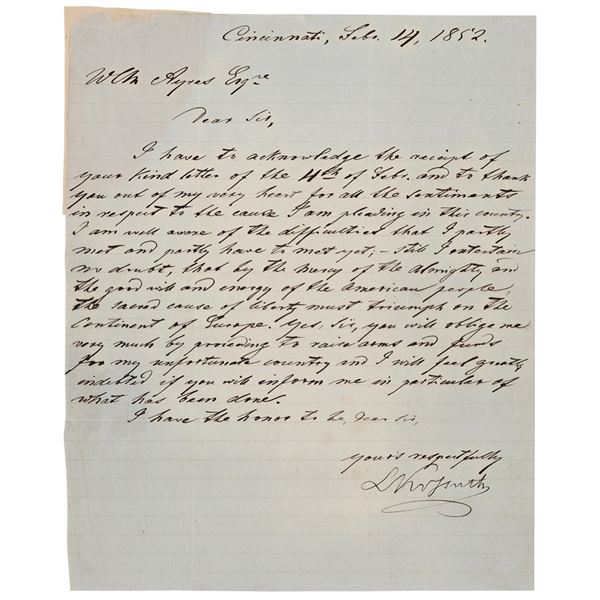 Cincinnati, Febr. 14, 1852.
Wm Ayres Esqre
Dear Sir,
I have to acknowledge the receipt of
your kind letter of the 4th of Febr. and to thank
you out of my very heart for all the sentiments
in respect to the cause I am pleading in this country.
I am well aware of the difficulties that I partly
met and partly have to met yet; - still I entertain
no doubt, that by the Mercy of the Almighty and
the good will and energy of the American people,
the sacred cause of liberty must triumph on the
Continent of Europe. Yes, Sir, you will oblige me
very much by proceeding to raise arms and funds
for my unfortunate country and I will feel greatly
indebted if you will inform me in particular of
what has been done.
I have the honor to be, Dear Sir,
yours respectfully
L Kossuth